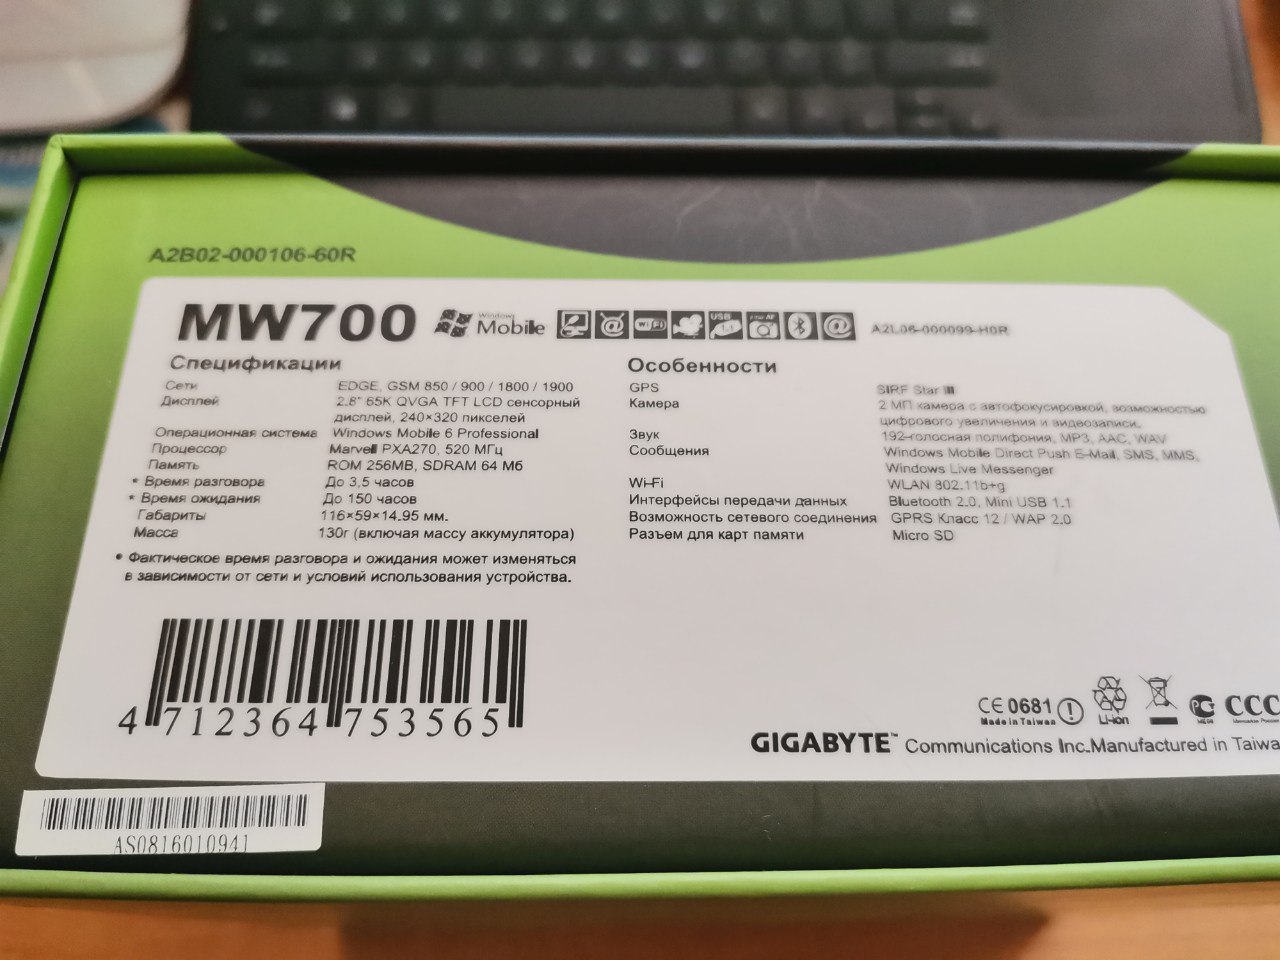 A2B02-000106-60R
MW700 Windows Mobile WiFi USB AF A2L06-000099-H0R
Спецификации
Сети EDGE, GSM 850 / 900 / 1800 / 1900
Дисплей 2.8" 65K QVGA TFT LCD сенсорный
дисплей, 240×320 пикселей
Операционная система Windows Mobile 6 Professional
Процессор Marvell PXA270, 520 МГц
Память ROM 256MB, SDRAM 64 Мб
* Время разговора До 3,5 часов
* Время ожидания До 150 часов
Габариты 116×59×14.95 мм.
Масса 130г (включая массу аккумулятора)
* Фактическое время разговора и ожидания может изменяться
в зависимости от сети и условий использования устройства.
Особенности
GPS SIRF Star III
Камера 2 МП камера с автофокусировкой, возможностью
цифрового увеличения и видеозаписи.
Звук 192-голосная полифония, MP3, AAC, WAV
Сообщения Windows Mobile Direct Push E-Mail, SMS, MMS,
Windows Live Messenger
Wi-Fi WLAN 802.11b+g
Интерфейсы передачи данных Bluetooth 2.0, Mini USB 1.1
Возможность сетевого соединения GPRS Класс 12 / WAP 2.0
Разъем для карт памяти Micro SD
4 712364 753565
CE 0681
Made in Taiwan
Li-ion
CCC
GIGABYTE™ Communications Inc.Manufactured in Taiwa
AS0816010941